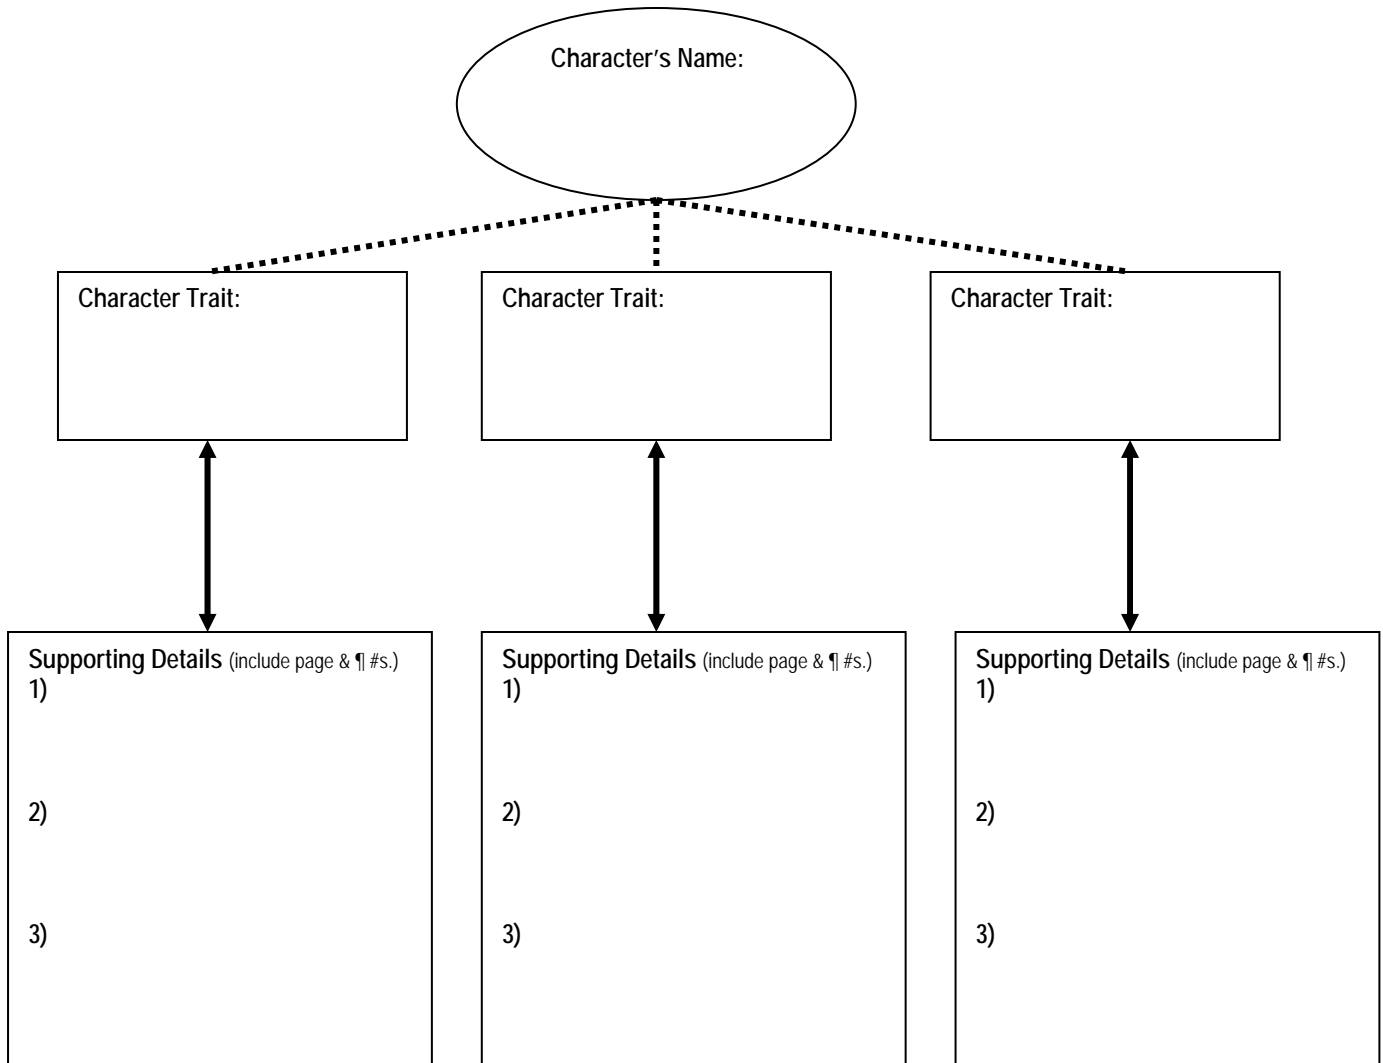 Character's Name:
Character Trait:
Character Trait:
Character Trait:
Supporting Details (include page & ¶ #s.)
1)
2)
3)
Supporting Details (include page & ¶ #s.)
1)
2)
3)
Supporting Details (include page & ¶ #s.)
1)
2)
3)